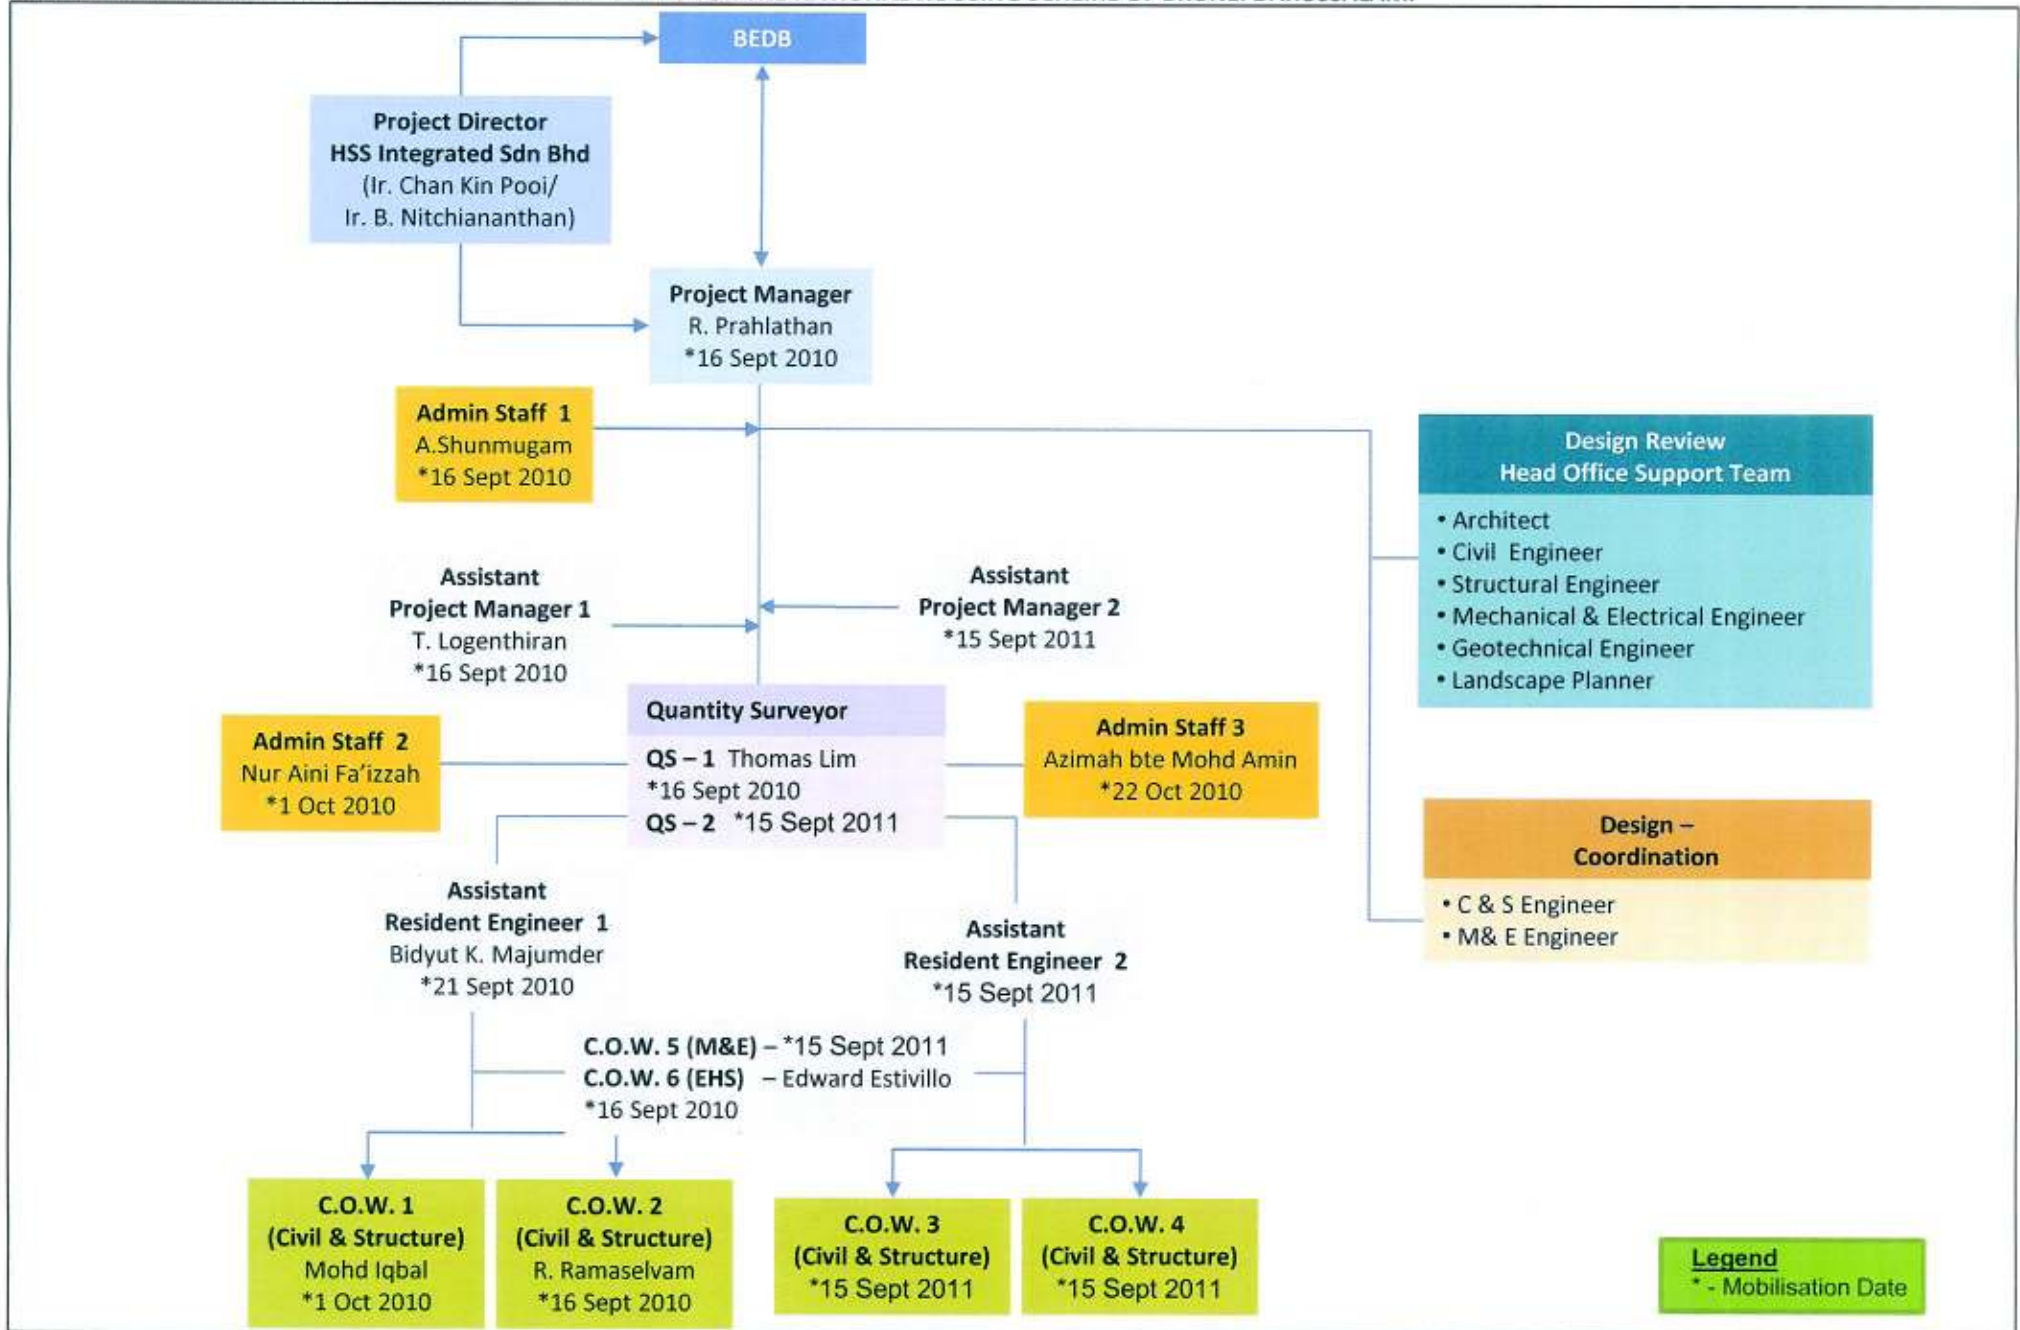 BEDB
Project Director
HSS Integrated Sdn Bhd
(Ir. Chan Kin Pooi/
Ir. B. Nitchiananthan)
Project Manager
R. Prahlathan
*16 Sept 2010
Admin Staff 1
A.Shunmugam
*16 Sept 2010
Design Review
Head Office Support Team
• Architect
• Civil Engineer
• Structural Engineer
• Mechanical & Electrical Engineer
• Geotechnical Engineer
• Landscape Planner
Assistant
Project Manager 1
T. Logenthiran
*16 Sept 2010
Assistant
Project Manager 2
*15 Sept 2011
Quantity Surveyor
QS – 1 Thomas Lim
*16 Sept 2010
QS – 2 *15 Sept 2011
Admin Staff 2
Nur Aini Fa’izzah
*1 Oct 2010
Admin Staff 3
Azimah bte Mohd Amin
*22 Oct 2010
Design –
Coordination
• C & S Engineer
• M& E Engineer
Assistant
Resident Engineer 1
Bidyut K. Majumder
*21 Sept 2010
Assistant
Resident Engineer 2
*15 Sept 2011
C.O.W. 5 (M&E) – *15 Sept 2011
C.O.W. 6 (EHS) – Edward Estivillo
*16 Sept 2010
C.O.W. 1
(Civil & Structure)
Mohd Iqbal
*1 Oct 2010
C.O.W. 2
(Civil & Structure)
R. Ramaselvam
*16 Sept 2010
C.O.W. 3
(Civil & Structure)
*15 Sept 2011
C.O.W. 4
(Civil & Structure)
*15 Sept 2011
Legend
* - Mobilisation Date